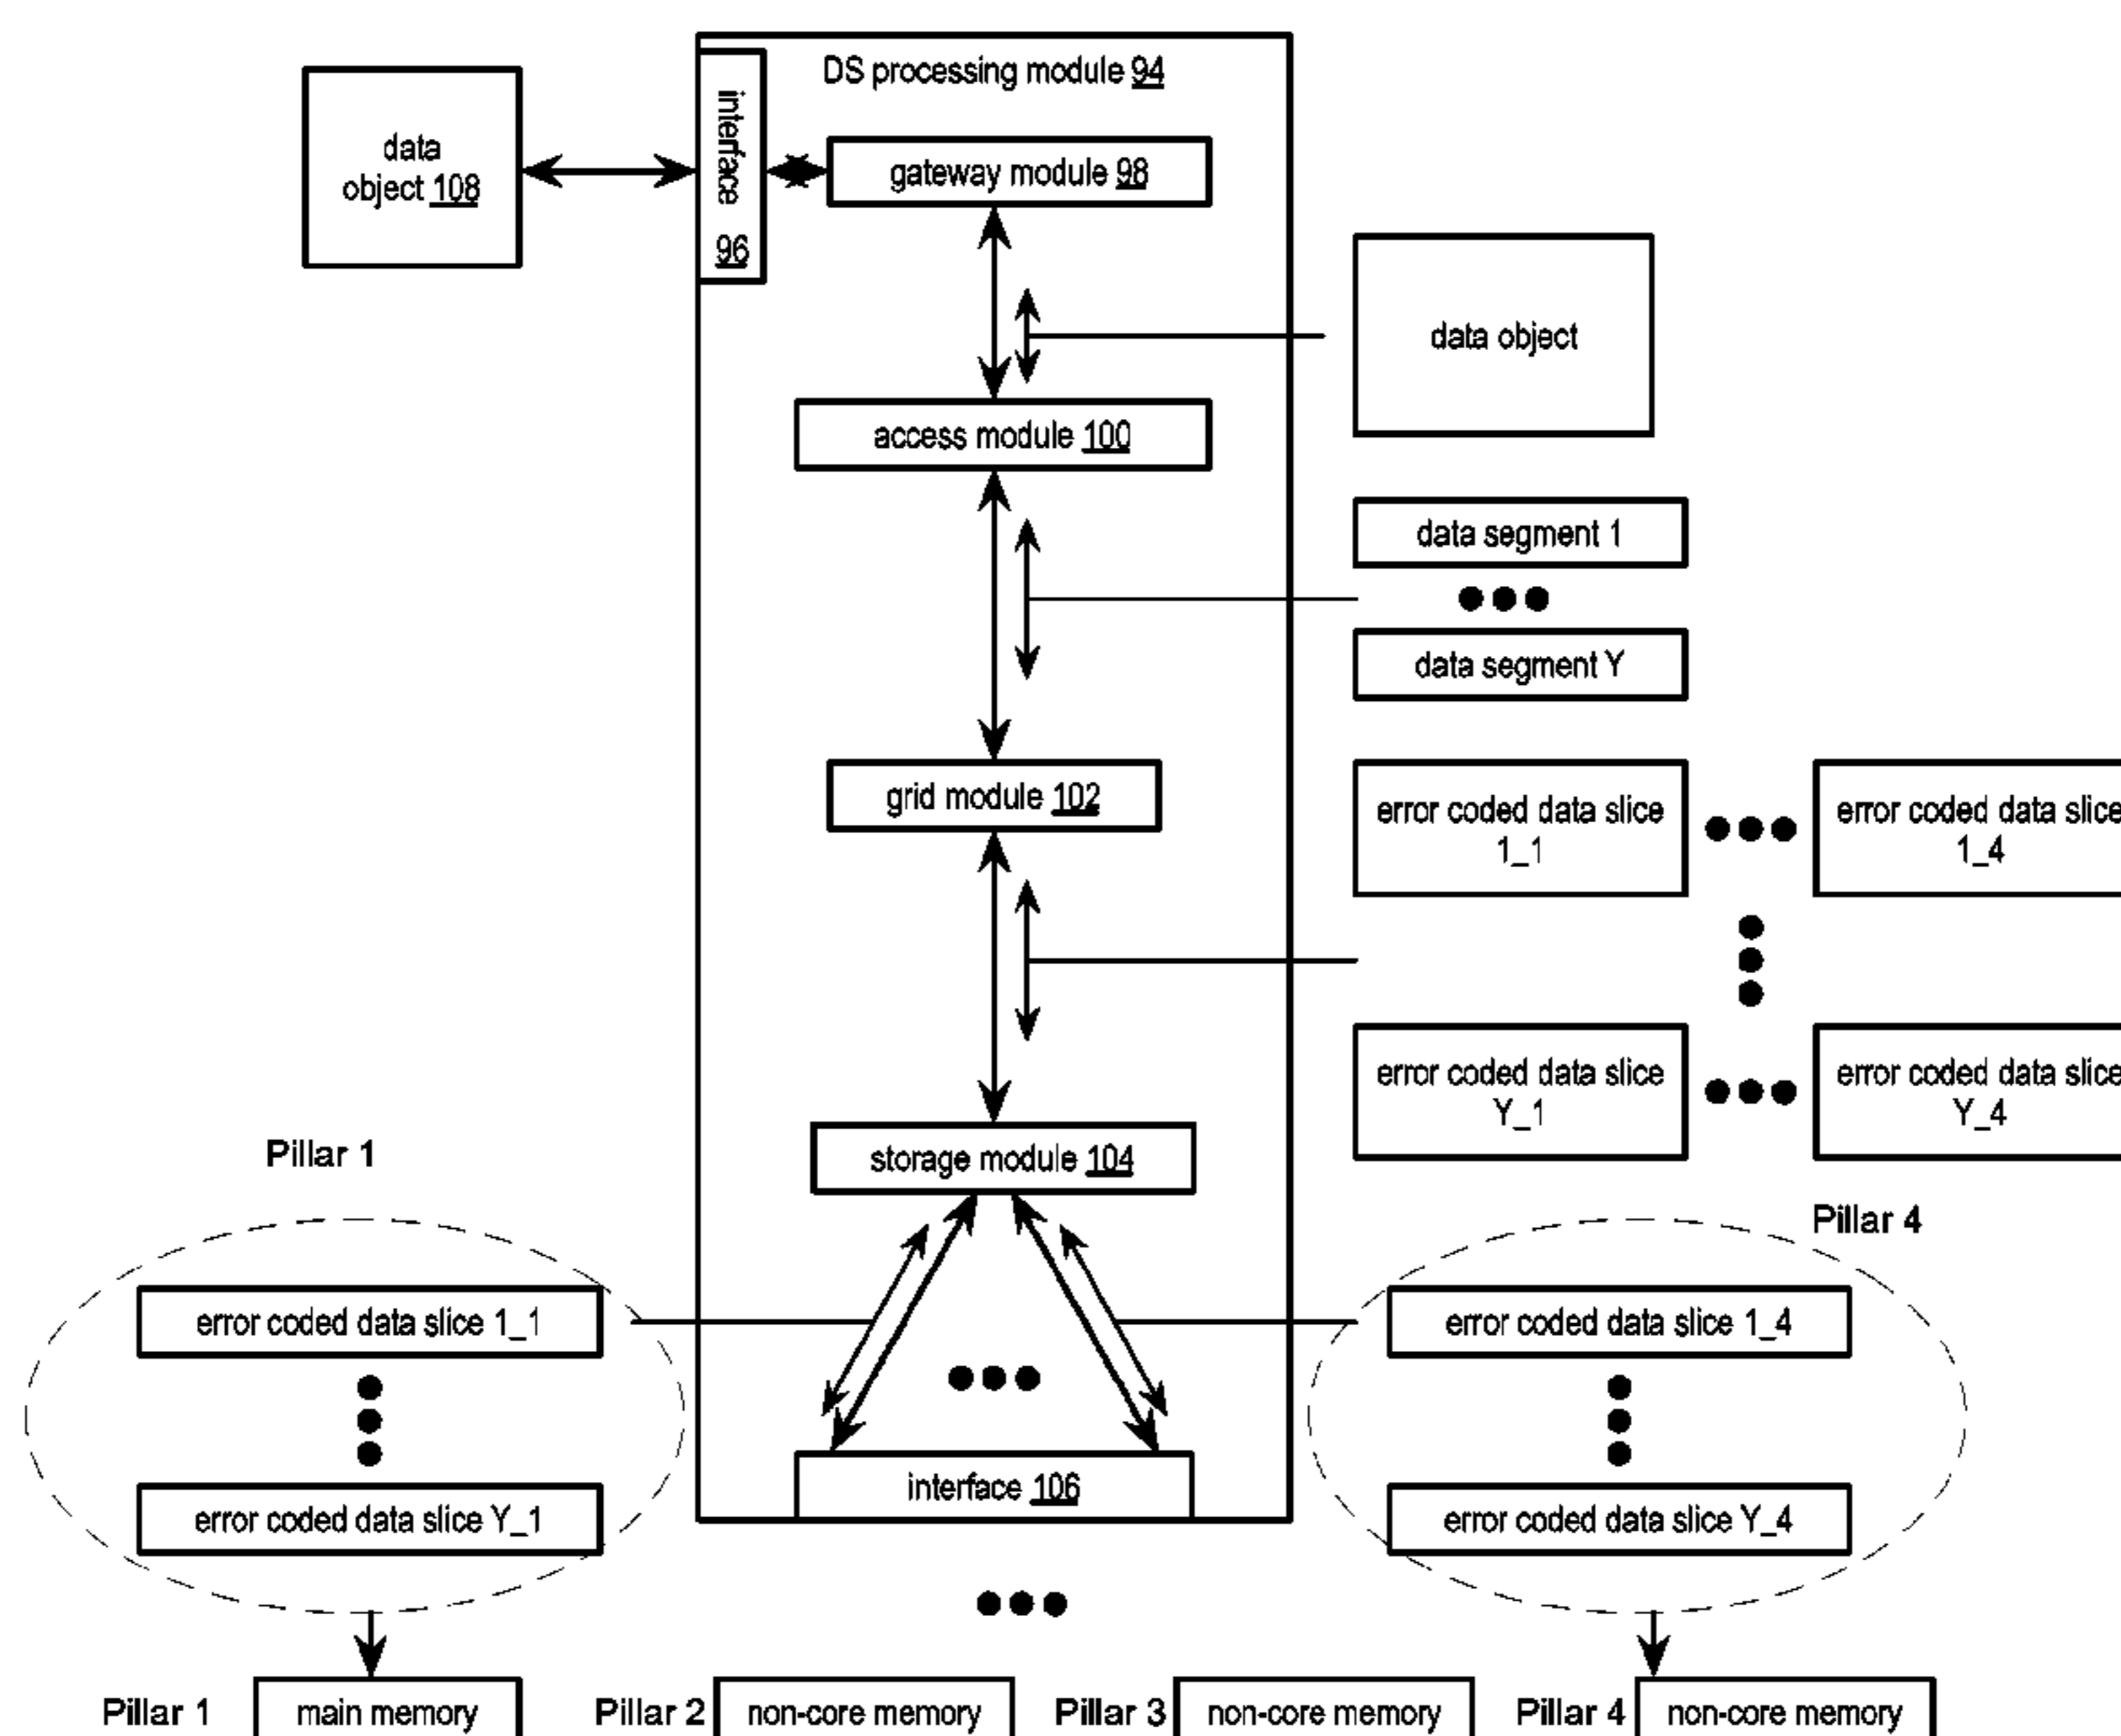 DS processing module 94
data
object 108
interface 96
gateway module 98
data object
access module 100
data segment 1
data segment Y
grid module 102
error coded data slice
1_1
error coded data slice
1_4
error coded data slice
Y_1
error coded data slice
Y_4
storage module 104
Pillar 1
Pillar 4
error coded data slice 1_1
error coded data slice 1_4
interface 106
error coded data slice Y_1
error coded data slice Y_4
Pillar 1
main memory
Pillar 2
non-core memory
Pillar 3
non-core memory
Pillar 4
non-core memory